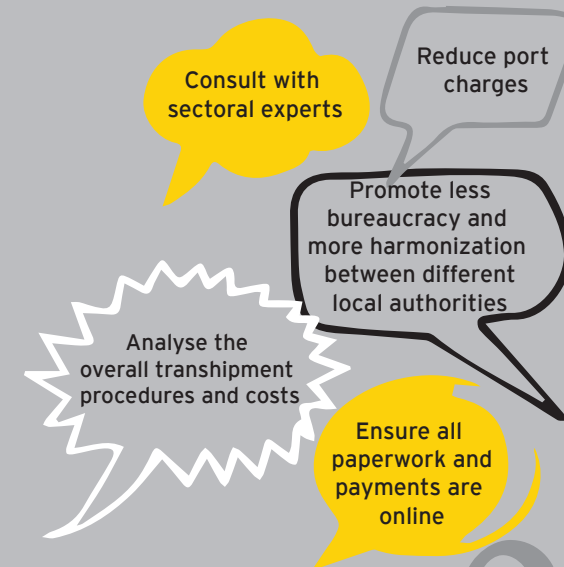 Reduce port
charges
Consult with
sectoral experts
Promote less
bureaucracy and
more harmonization
between different
local authorities
Analyse the
overall transhipment
procedures and costs
Ensure all
paperwork and
payments are
online